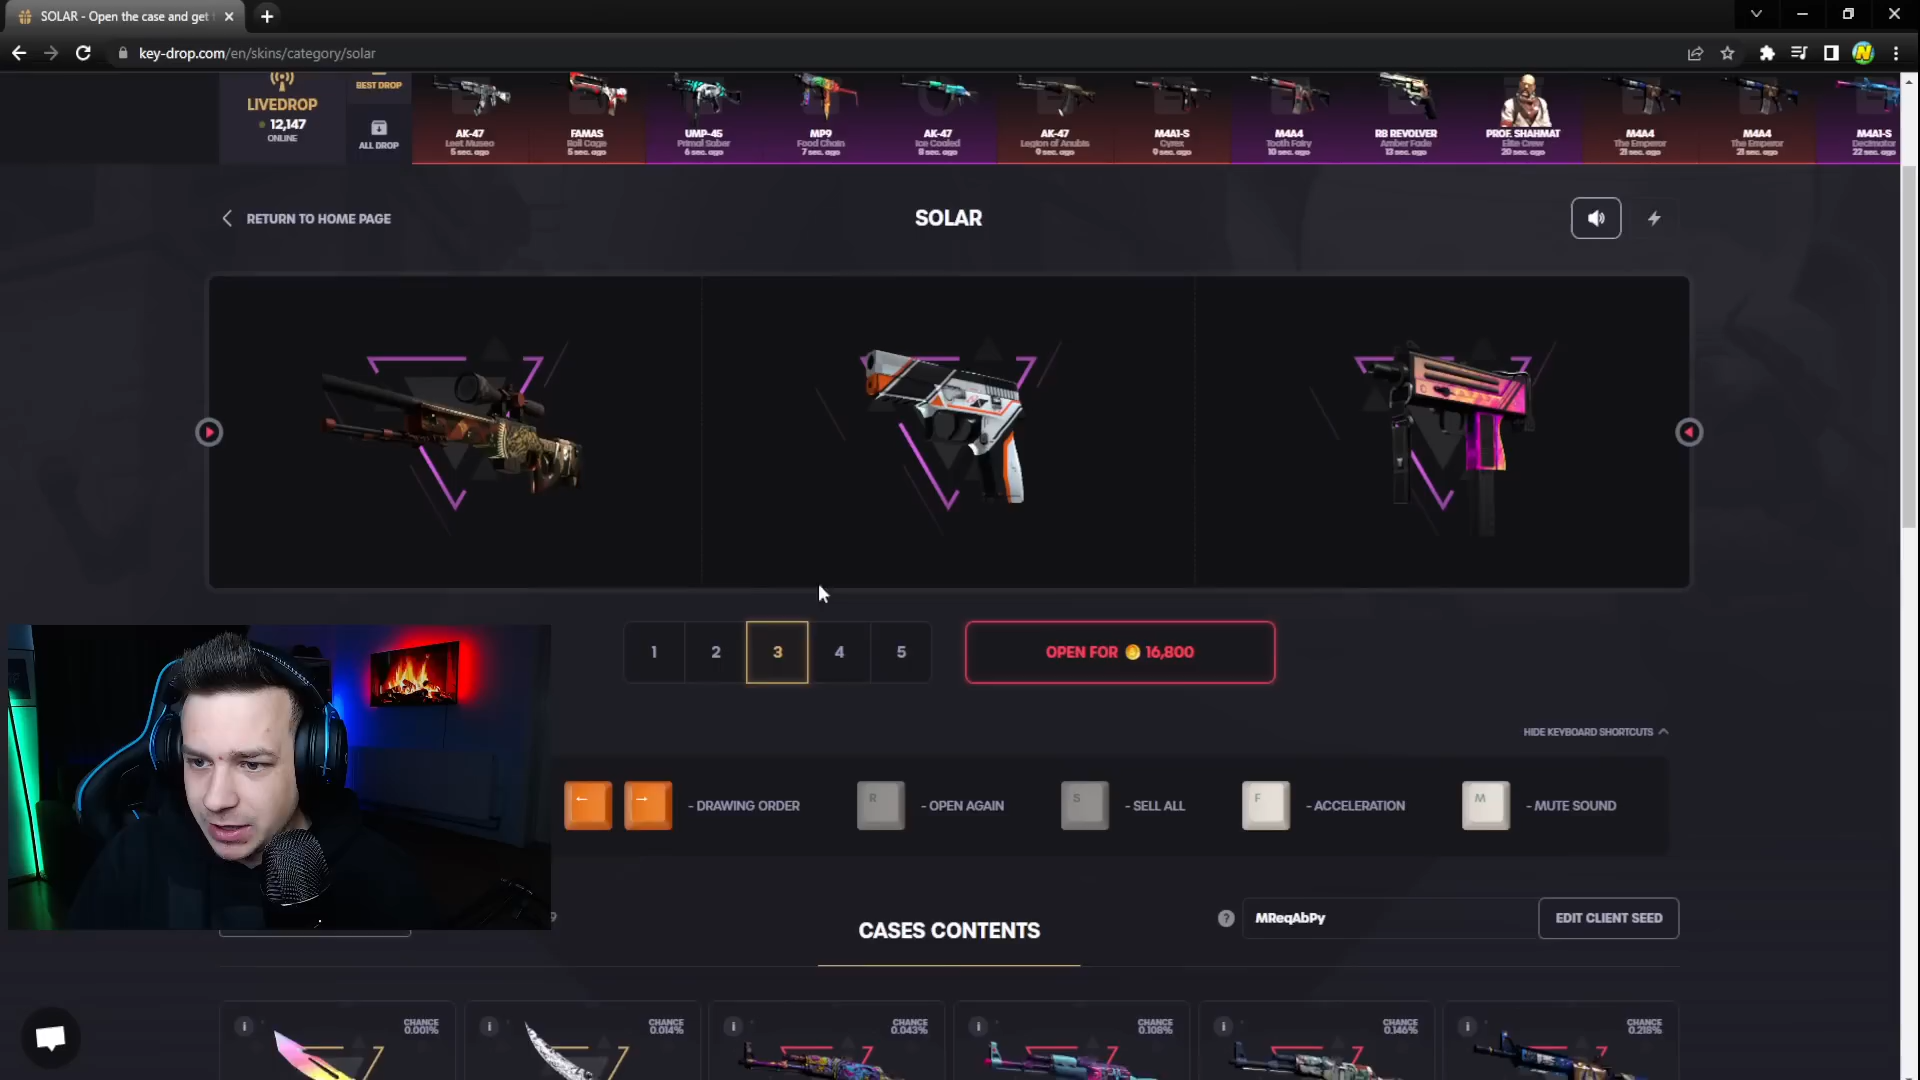 SOLAR - Open the case and get
key-drop.com/en/skins/category/solar
LIVEDROP
12,147
ONLINE
BEST DROP
ALL DROP
AK-47
Leet Museo
5 sec. ago
FAMAS
Roll Cage
5 sec. ago
UMP-45
Primal Saber
6 sec. ago
MP9
Food Chain
7 sec. ago
AK-47
Ice Coaled
8 sec. ago
AK-47
Legion of Anubis
9 sec. ago
M4A1-S
Cyrex
9 sec. ago
M4A4
Tooth Fairy
10 sec. ago
R8 REVOLVER
Amber Fade
13 sec. ago
PROF. SHAHMAT
Elite Crew
20 sec. ago
M4A4
The Emperor
21 sec. ago
M4A4
The Emperor
21 sec. ago
M4A1-S
Decimator
22 sec. ago
RETURN TO HOME PAGE
SOLAR
1 2 3 4 5
OPEN FOR 16,800
HIDE KEYBOARD SHORTCUTS
← → - DRAWING ORDER
R - OPEN AGAIN
S - SELL ALL
F - ACCELERATION
M - MUTE SOUND
CASES CONTENTS
? MReqAbPy
EDIT CLIENT SEED
i CHANCE
0.001%
i CHANCE
0.014%
i CHANCE
0.043%
i CHANCE
0.108%
i CHANCE
0.146%
i CHANCE
0.218%